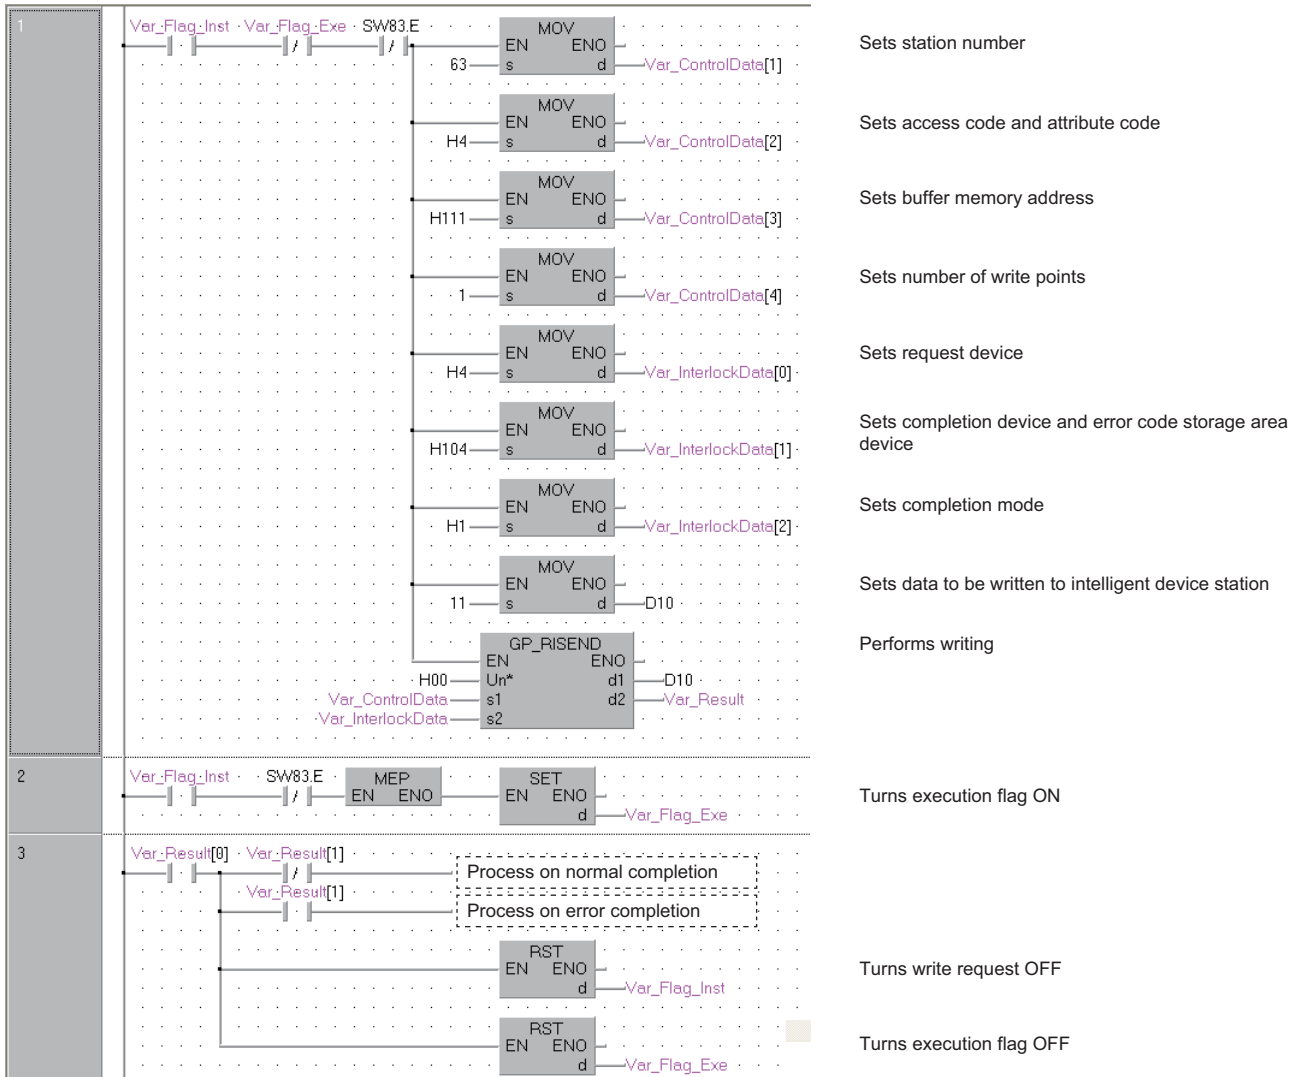 1
Var_Flag_Inst Var_Flag_Exe SW83.E
MOV
EN ENO
63 s d Var_ControlData[1]
Sets station number
MOV
EN ENO
H4 s d Var_ControlData[2]
Sets access code and attribute code
MOV
EN ENO
H111 s d Var_ControlData[3]
Sets buffer memory address
MOV
EN ENO
1 s d Var_ControlData[4]
Sets number of write points
MOV
EN ENO
H4 s d Var_InterlockData[0]
Sets request device
MOV
EN ENO
H104 s d Var_InterlockData[1]
Sets completion device and error code storage area
device
MOV
EN ENO
H1 s d Var_InterlockData[2]
Sets completion mode
MOV
EN ENO
11 s d D10
Sets data to be written to intelligent device station
GP_RISEND
EN ENO
H00 Un* d1 D10
Var_ControlData s1 d2 Var_Result
Var_InterlockData s2
Performs writing
2
Var_Flag_Inst SW83.E
MEP
EN ENO
SET
EN ENO
d Var_Flag_Exe
Turns execution flag ON
3
Var_Result[0] Var_Result[1]
Process on normal completion
Var_Result[1]
Process on error completion
RST
EN ENO
d Var_Flag_Inst
Turns write request OFF
RST
EN ENO
d Var_Flag_Exe
Turns execution flag OFF